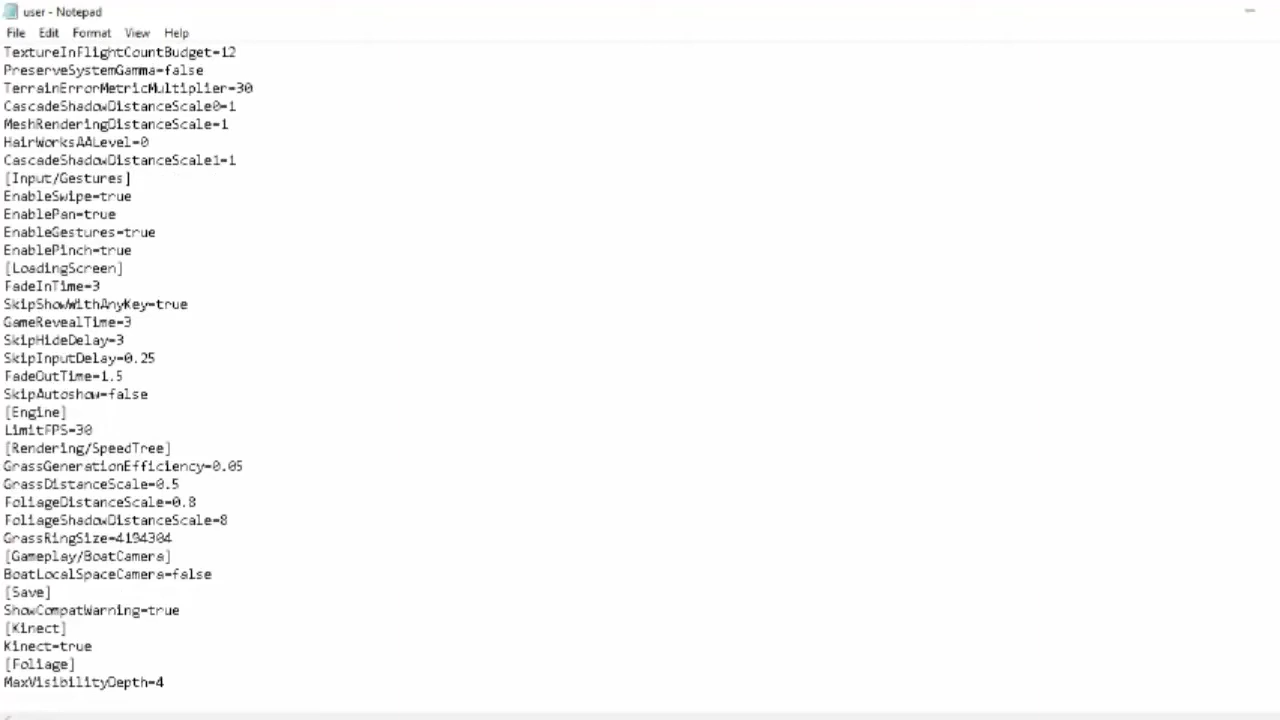 user - Notepad
File Edit Format View Help
TextureInFlightCountBudget=12
PreserveSystemGamma=false
TerrainErrorMetricMultiplier=30
CascadeShadowDistanceScale0=1
MeshRenderingDistanceScale=1
HairWorksAALevel=0
CascadeShadowDistanceScale1=1
[Input/Gestures]
EnableSwipe=true
EnablePan=true
EnableGestures=true
EnablePinch=true
[LoadingScreen]
FadeInTime=3
SkipShowWithAnyKey=true
GameRevealTime=3
SkipHideDelay=3
SkipInputDelay=0.25
FadeOutTime=1.5
SkipAutoshow=false
[Engine]
LimitFPS=30
[Rendering/SpeedTree]
GrassGenerationEfficiency=0.05
GrassDistanceScale=0.5
FoliageDistanceScale=0.8
FoliageShadowDistanceScale=8
GrassRingSize=4194304
[Gameplay/BoatCamera]
BoatLocalSpaceCamera=false
[Save]
ShowCompatWarning=true
[Kinect]
Kinect=true
[Foliage]
MaxVisibilityDepth=4